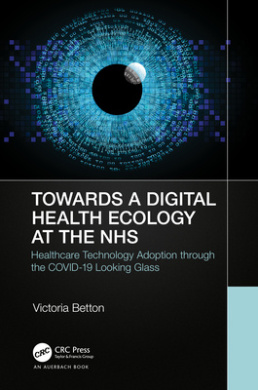 TOWARDS A DIGITAL
HEALTH ECOLOGY
AT THE NHS
Healthcare Technology Adoption through
the COVID-19 Looking Glass
Victoria Betton
CRC
CRC Press
Taylor & Francis Group
AN AUERBACH BOOK